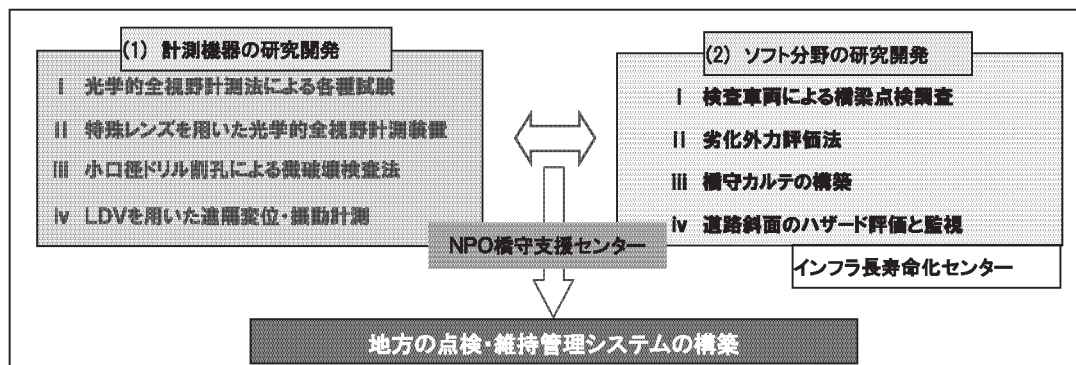 (1) 計測機器の研究開発
i 光学的全視野計測法による各種試験
ii 特殊レンズを用いた光学的全視野計測装置
iii 小口径ドリル削孔による微破壊検査法
iv LDVを用いた遠隔変位・振動計測
(2) ソフト分野の研究開発
i 検査車両による橋梁点検調査
ii 劣化外力評価法
iii 橋守カルテの構築
iv 道路斜面のハザード評価と監視
NPO橋守支援センター
インフラ長寿命化センター
地方の点検・維持管理システムの構築